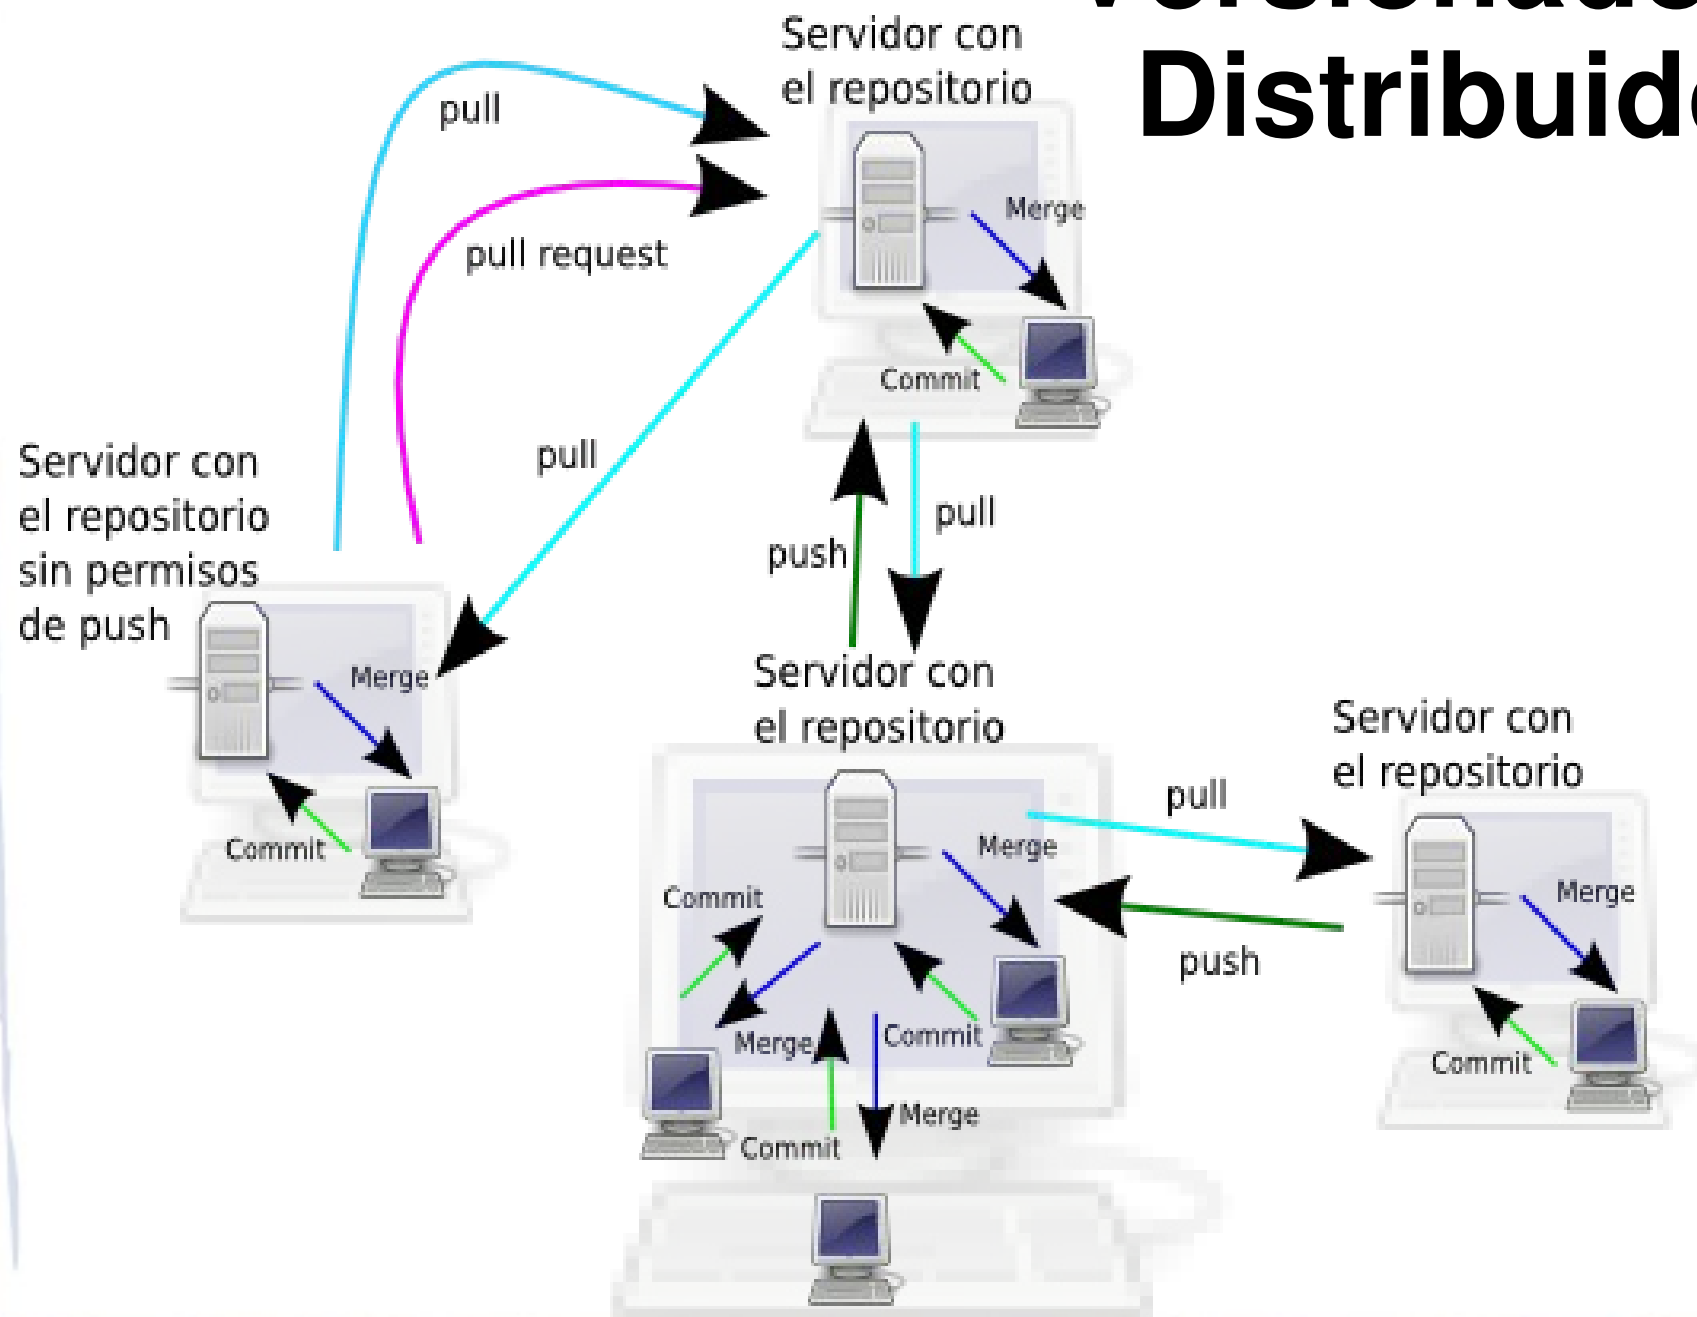 Distribuido
Servidor con
el repositorio
pull
pull request
Merge
Commit
pull
Servidor con
el repositorio
sin permisos
de push
Merge
Commit
push
pull
Servidor con
el repositorio
Merge
Commit
Merge
Commit
Merge
Commit
pull
push
Servidor con
el repositorio
Merge
Commit